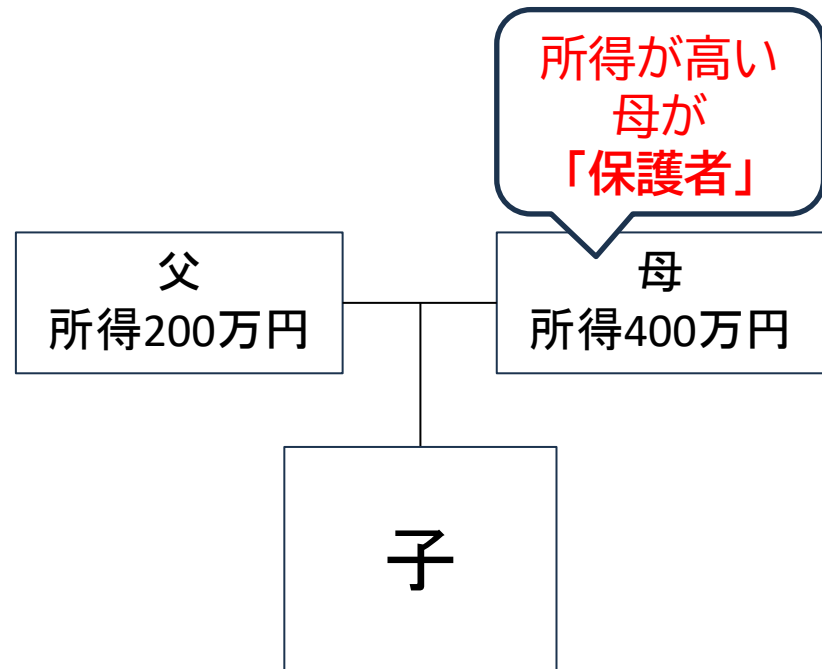 所得が高い
母が
「保護者」
父
所得200万円
母
所得400万円
子